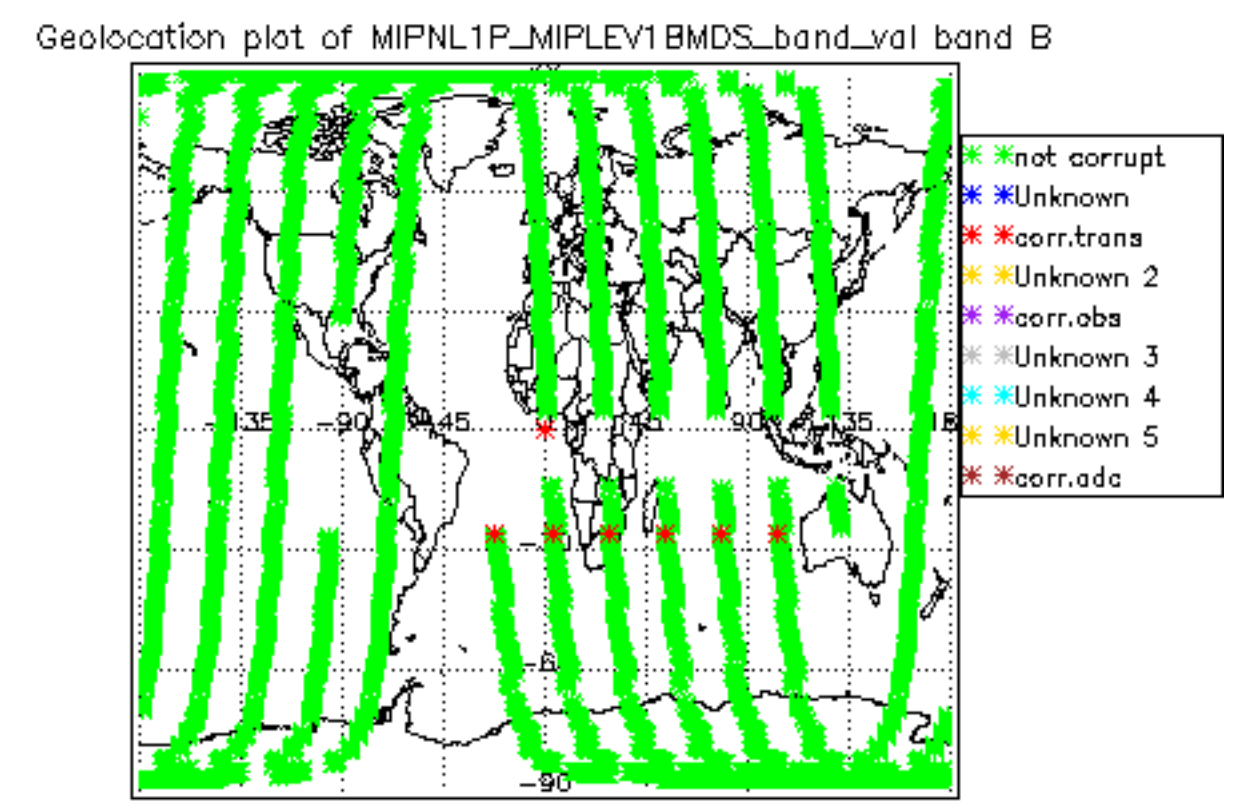 Geolocation plot of MIPNL1P_MIPLEV1BMDS_band_val band B
not corrupt
Unknown
corr.trans
Unknown 2
corr.obs
Unknown 3
Unknown 4
Unknown 5
corr.adc
-135 -90 -45 45 90 135
-90